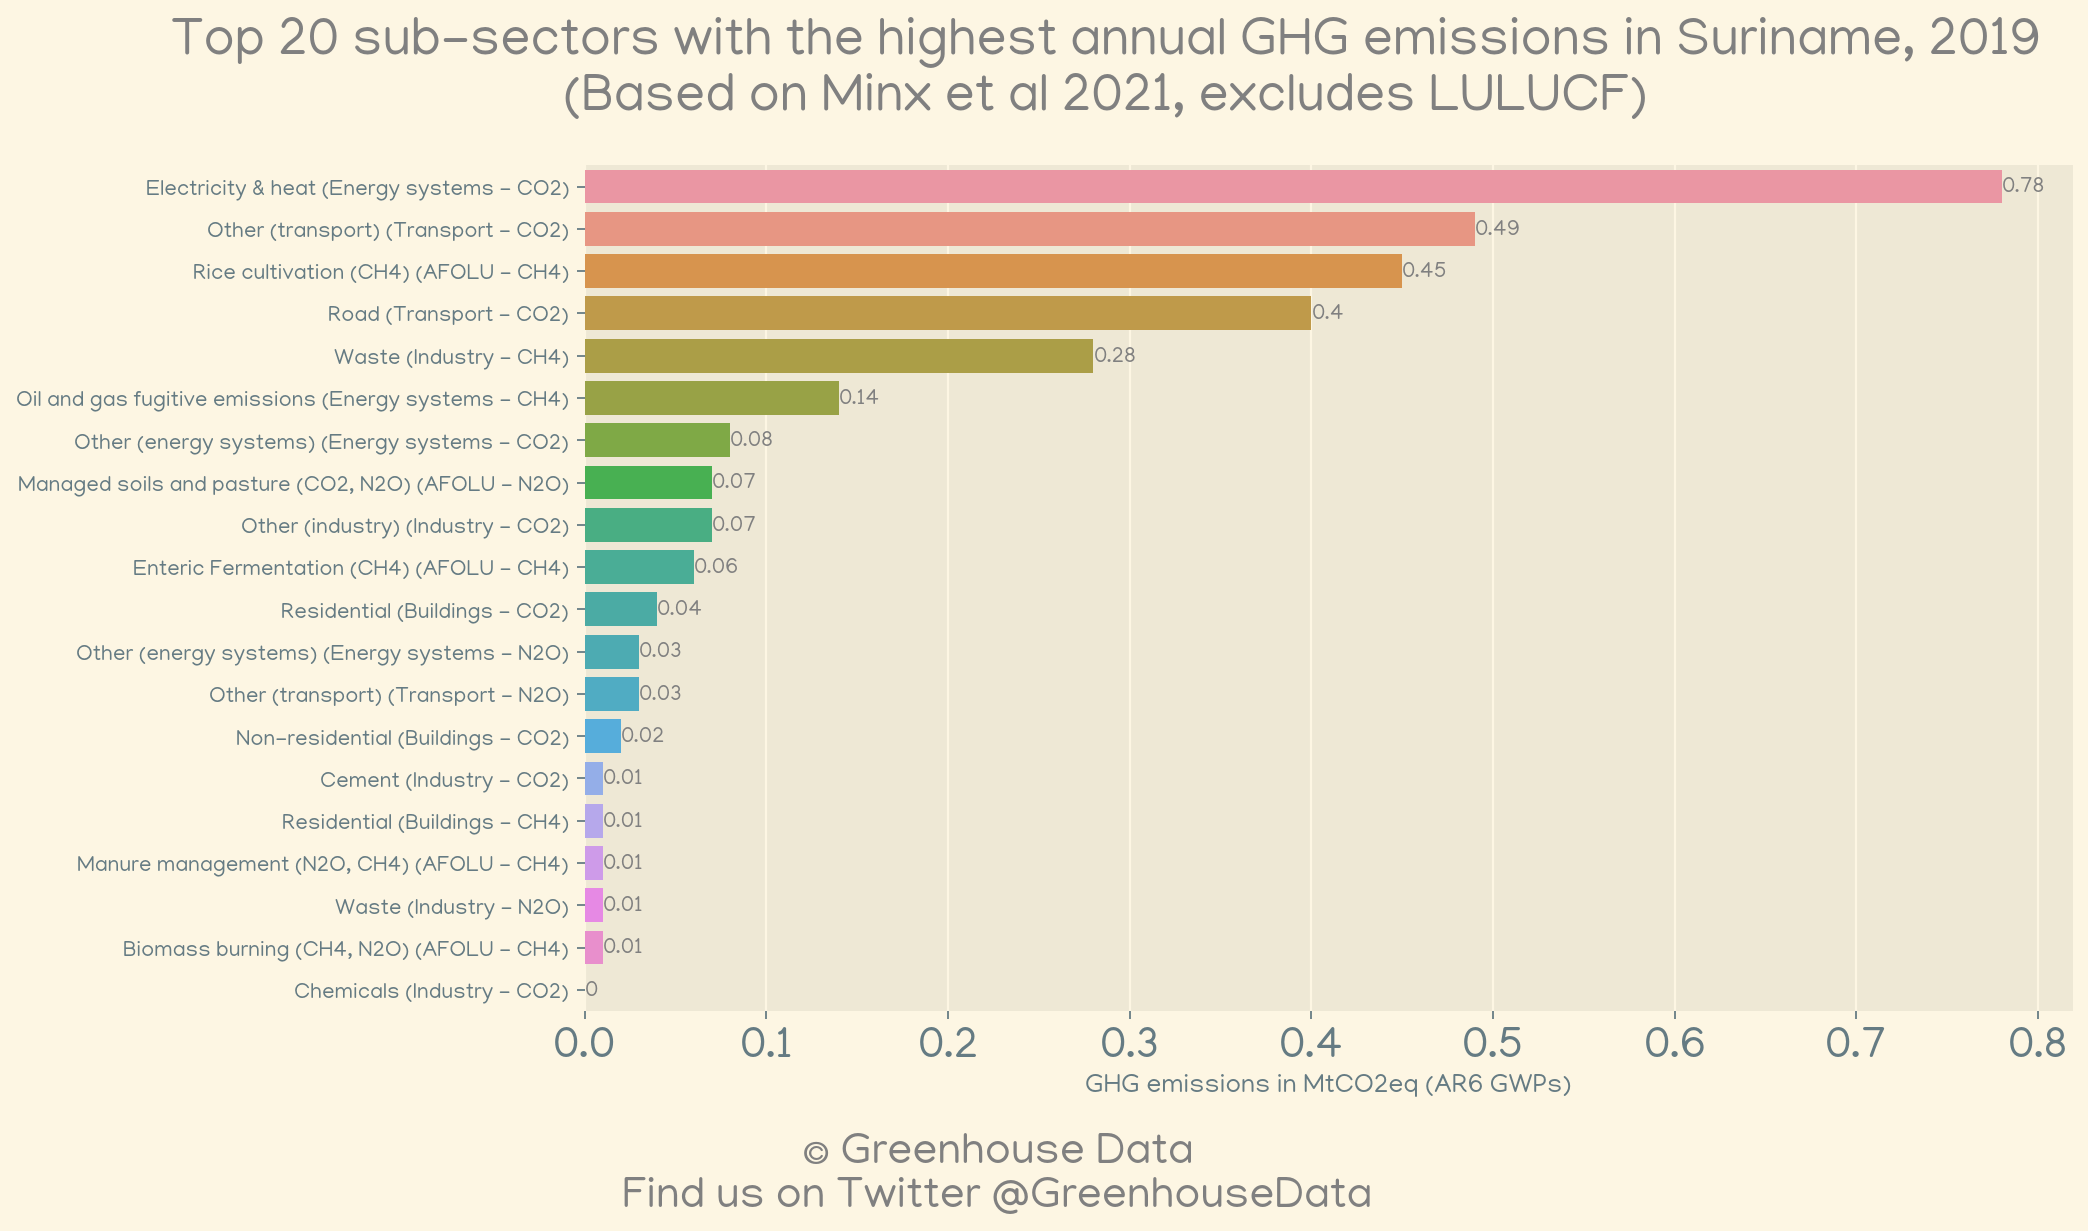 Top 20 sub-sectors with the highest annual GHG emissions in Suriname, 2019
(Based on Minx et al 2021, excludes LULUCF)
Electricity & heat (Energy systems - CO2) 0.78
Other (transport) (Transport - CO2) 0.49
Rice cultivation (CH4) (AFOLU - CH4) 0.45
Road (Transport - CO2) 0.4
Waste (Industry - CH4) 0.28
Oil and gas fugitive emissions (Energy systems - CH4) 0.14
Other (energy systems) (Energy systems - CO2) 0.08
Managed soils and pasture (CO2, N2O) (AFOLU - N2O) 0.07
Other (industry) (Industry - CO2) 0.07
Enteric Fermentation (CH4) (AFOLU - CH4) 0.06
Residential (Buildings - CO2) 0.04
Other (energy systems) (Energy systems - N2O) 0.03
Other (transport) (Transport - N2O) 0.03
Non-residential (Buildings - CO2) 0.02
Cement (Industry - CO2) 0.01
Residential (Buildings - CH4) 0.01
Manure management (N2O, CH4) (AFOLU - CH4) 0.01
Waste (Industry - N2O) 0.01
Biomass burning (CH4, N2O) (AFOLU - CH4) 0.01
Chemicals (Industry - CO2) 0
0.0 0.1 0.2 0.3 0.4 0.5 0.6 0.7 0.8
GHG emissions in MtCO2eq (AR6 GWPs)
© Greenhouse Data
Find us on Twitter @GreenhouseData